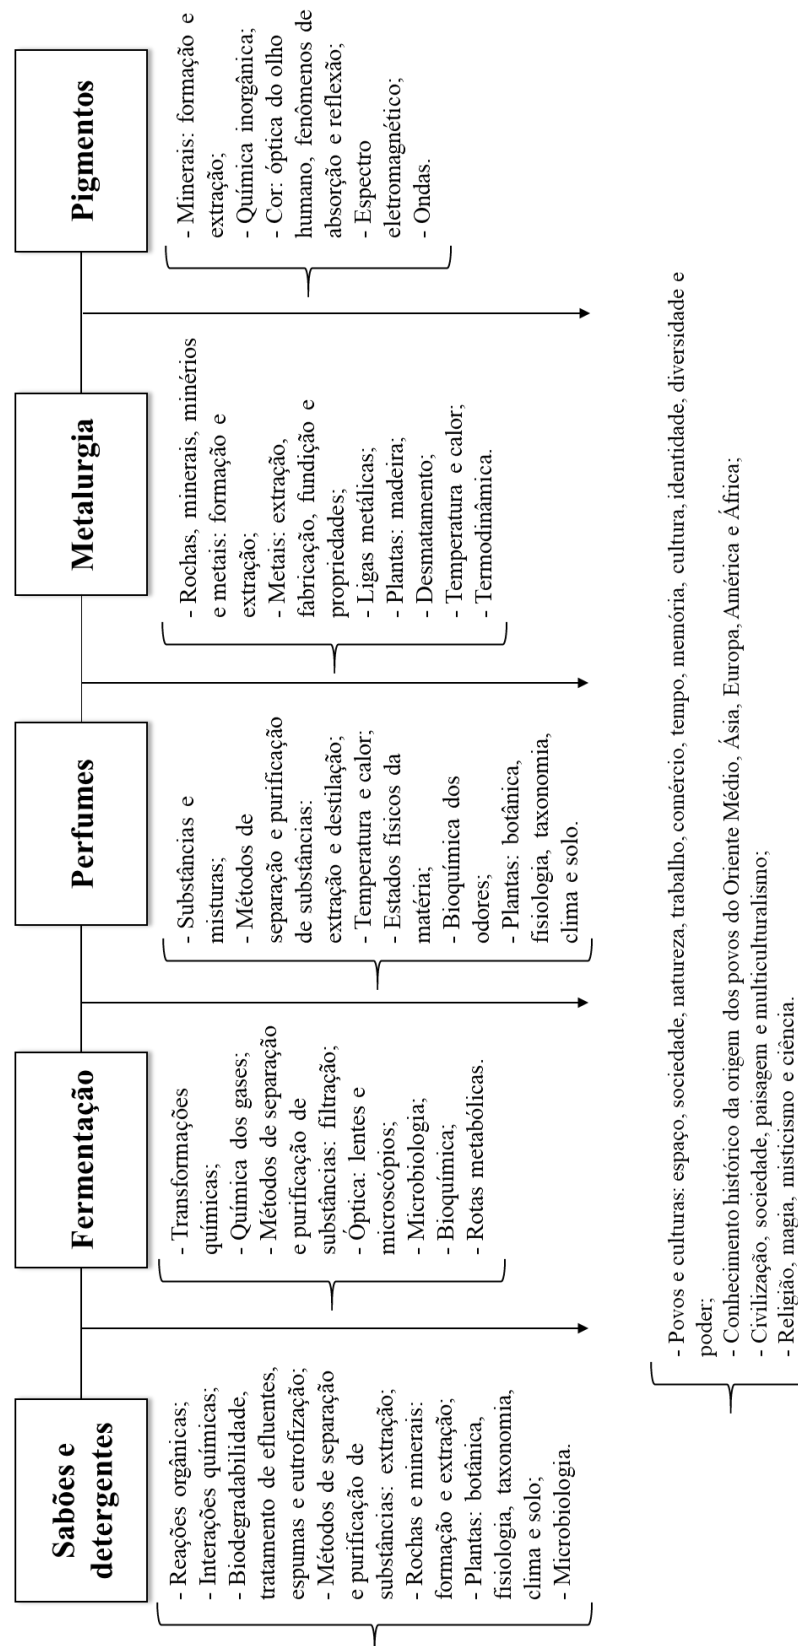 Sabões e
detergentes
- Reações orgânicas;
- Interações químicas;
- Biodegradabilidade,
tratamento de efluentes,
espumas e eutrofização;
- Métodos de separação
e purificação de
substâncias: extração;
- Rochas e minerais:
formação e extração;
- Plantas: botânica,
fisiologia, taxonomia,
clima e solo;
- Microbiologia.
Fermentação
- Transformações
químicas;
- Química dos gases;
- Métodos de separação
e purificação de
substâncias: filtração;
- Óptica: lentes e
microscópios;
- Microbiologia;
- Bioquímica;
- Rotas metabólicas.
Perfumes
- Substâncias e
misturas;
- Métodos de
separação e purificação
de substâncias:
extração e destilação;
- Temperatura e calor;
- Estados físicos da
matéria;
- Bioquímica dos
odores;
- Plantas: botânica,
fisiologia, taxonomia,
clima e solo.
Metalurgia
- Rochas, minerais, minérios
e metais: formação e
extração;
- Metais: extração,
fabricação, fundição e
propriedades;
- Ligas metálicas;
- Plantas: madeira;
- Desmatamento;
- Temperatura e calor;
- Termodinâmica.
Pigmentos
- Minerais: formação e
extração;
- Química inorgânica;
- Cor: óptica do olho
humano, fenômenos de
absorção e reflexão;
- Espectro
eletromagnético;
- Ondas.
- Povos e culturas: espaço, sociedade, natureza, trabalho, comércio, tempo, memória, cultura, identidade, diversidade e
poder;
- Conhecimento histórico da origem dos povos do Oriente Médio, Ásia, Europa, América e África;
- Civilização, sociedade, paisagem e multiculturalismo;
- Religião, magia, misticismo e ciência.